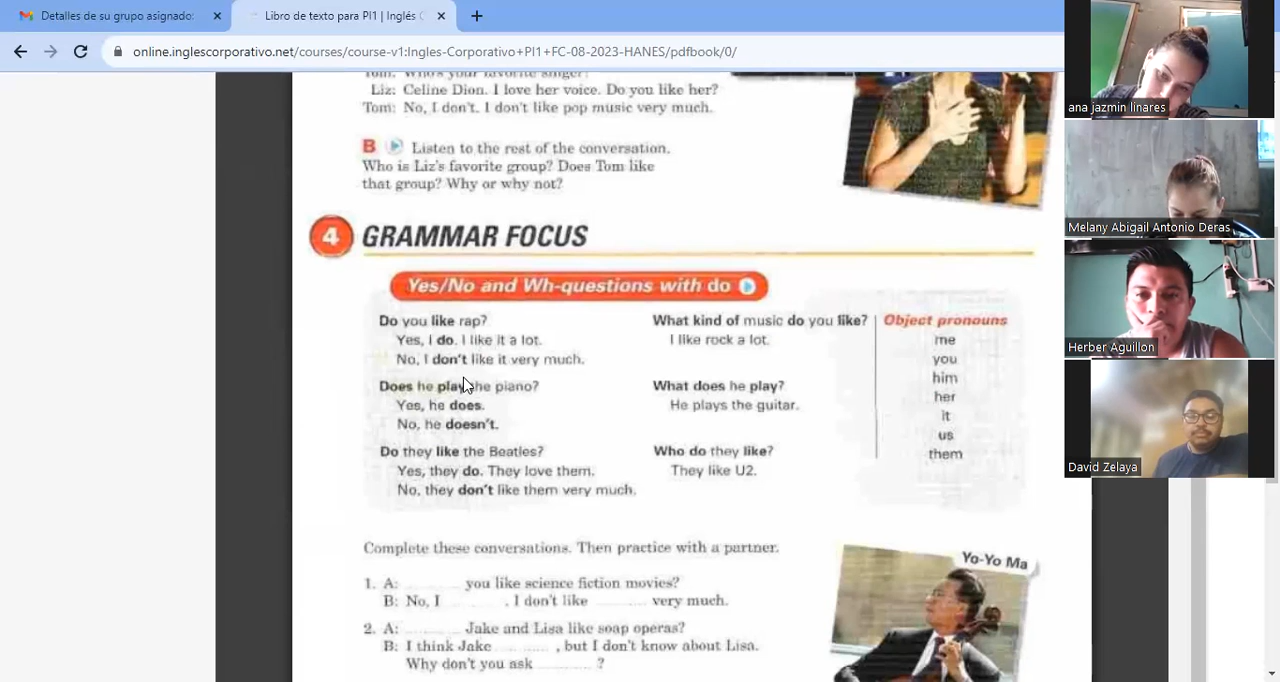 Detalles de su grupo asignado:
Libro de texto para PI1 | Inglés C
online.inglescorporativo.net/courses/course-v1:Ingles-Corporativo+PI1+FC-08-2023-HANES/pdfbook/0/
Tom: Who's your favorite singer?
Liz: Celine Dion. I love her voice. Do you like her?
Tom: No, I don't. I don't like pop music very much.
B Listen to the rest of the conversation.
Who is Liz's favorite group? Does Tom like
that group? Why or why not?
4 GRAMMAR FOCUS
Yes/No and Wh-questions with do
Do you like rap?
Yes, I do. I like it a lot.
No, I don't like it very much.
Does he play the piano?
Yes, he does.
No, he doesn't.
Do they like the Beatles?
Yes, they do. They love them.
No, they don't like them very much.
What kind of music do you like?
I like rock a lot.
What does he play?
He plays the guitar.
Who do they like?
They like U2.
Object pronouns
me
you
him
her
it
us
them
Complete these conversations. Then practice with a partner.
1. A: ........ you like science fiction movies?
B: No, I ........ . I don't like ........ very much.
2. A: ........ Jake and Lisa like soap operas?
B: I think Jake ........ , but I don't know about Lisa.
Why don't you ask ........ ?
Yo-Yo Ma
ana jazmin linares
Melany Abigail Antonio Deras
Herber Aguillon
David Zelaya